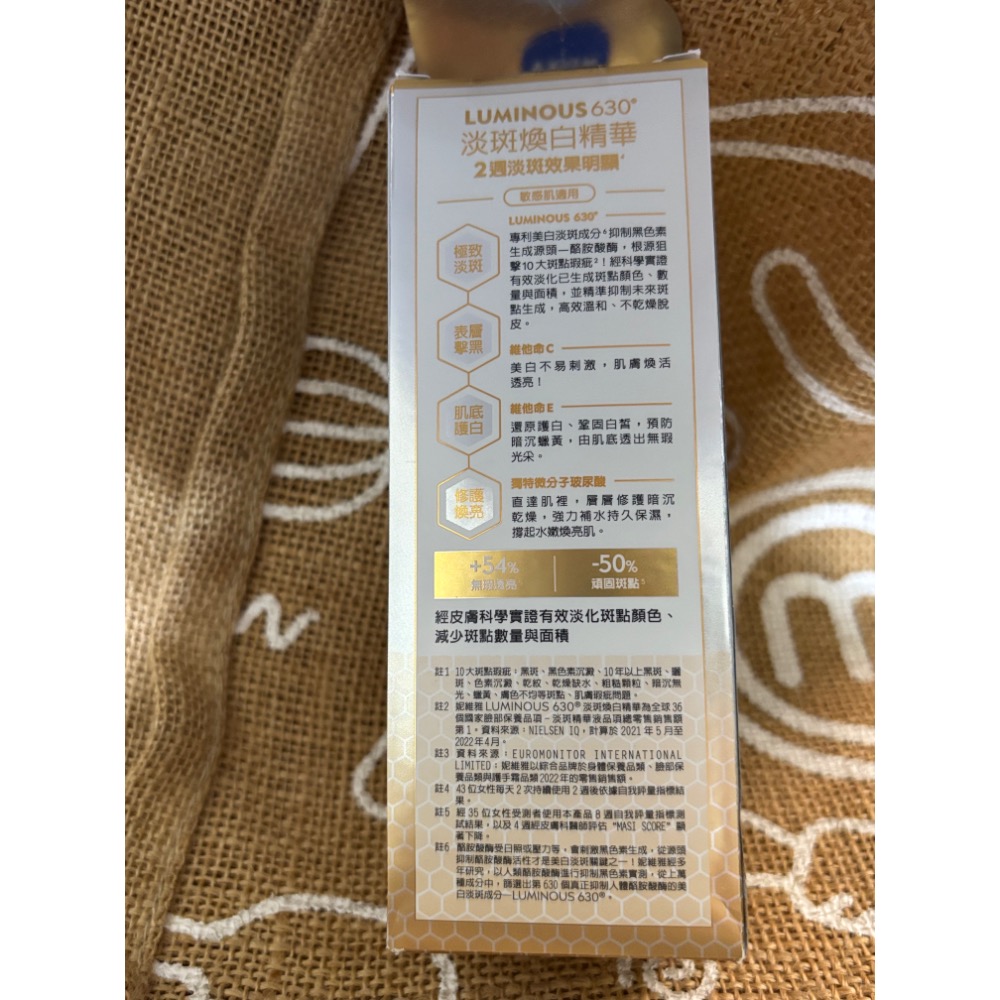 LUMINOUS 630®
淡斑煥白精華
2週淡斑效果明顯
敏感肌適用
極致
淡斑
LUMINOUS 630®
專利美白淡斑成分⁶抑制黑色素
生成源頭—酪胺酸酶，根源狙
擊10大斑點瑕疵！經科學實證
有效淡化已生成斑點顏色、數
量與面積，並精準抑制未來斑
點生成，高效溫和、不乾燥脫
皮。
表層
擊黑
維他命C
美白不易刺激，肌膚煥活
透亮！
肌底
護白
維他命E
還原護白、鞏固白皙，預防
暗沉蠟黃，由肌底透出無瑕
光采。
修護
煥亮
獨特微分子玻尿酸
直達肌裡，層層修護暗沉
乾燥，強力補水持久保濕，
撐起水嫩煥亮肌。
+54%
無瑕透亮
-50%
頑固斑點⁵
經皮膚科學實證有效淡化斑點顏色、
減少斑點數量與面積
註1 10大斑點瑕疵：黑斑、黑色素沉澱、10年以上黑斑、曬
斑、色素沉澱、乾紋、乾燥缺水、粗糙顆粒、暗沉無
光、蠟黃、膚色不均等斑點、肌膚瑕疵問題。
註2 妮維雅LUMINOUS 630®淡斑煥白精華為全球36
個國家臉部保養品項-淡斑精華液品項總零售銷售額
第1。資料來源：NIELSEN IQ，計算於2021年5月至
2022年4月。
註3 資料來源：EUROMONITOR INTERNATIONAL
LIMITED；妮維雅以綜合品牌於身體保養品類、臉部保
養品類與護手霜品類2022年的零售銷售額。
註4 43位女性每天2次持續使用2週後依據自我評量指標結
果。
註5 經35位女性受測者使用本產品8週自我評量指標測
試結果，以及4週經皮膚科醫師評估"MASI SCORE"顯
著下降。
註6 酪胺酸酶受日照或壓力等，會刺激黑色素生成，從源頭
抑制酪胺酸酶活性才是美白淡斑關鍵之一！妮維雅經多
年研究，以人類酪胺酸酶進行抑制黑色素實測，從上萬
種成分中，篩選出第630個真正抑制人體酪胺酸酶的美
白淡斑成分—LUMINOUS 630®。